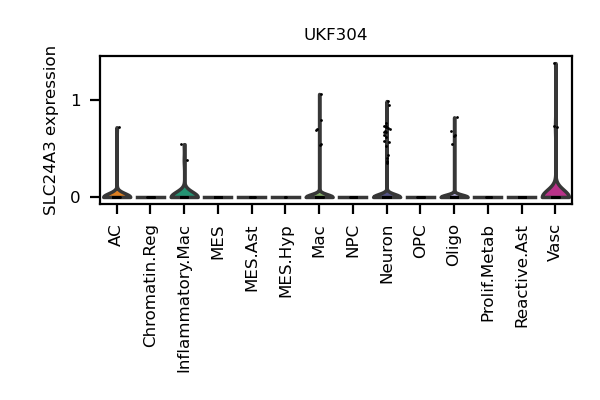 UKF304
SLC24A3 expression
1
0
AC
Chromatin.Reg
Inflammatory.Mac
MES
MES.Ast
MES.Hyp
Mac
NPC
Neuron
OPC
Oligo
Prolif.Metab
Reactive.Ast
Vasc